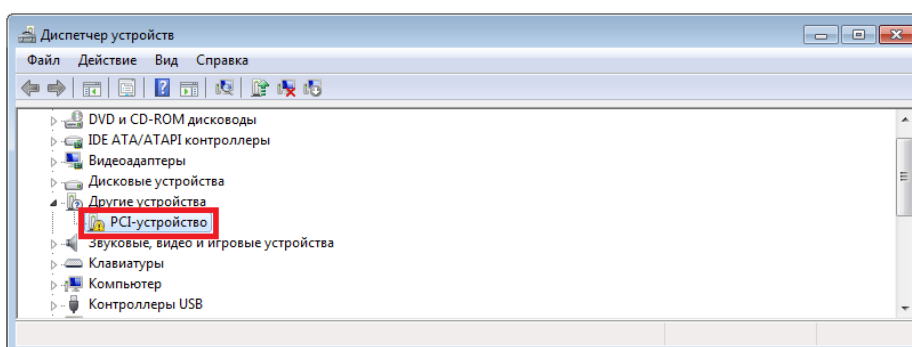 Диспетчер устройств
Файл Действие Вид Справка
DVD и CD-ROM дисководы
IDE ATA/ATAPI контроллеры
Видеоадаптеры
Дисковые устройства
Другие устройства
PCI-устройство
Звуковые, видео и игровые устройства
Клавиатуры
Компьютер
Контроллеры USB